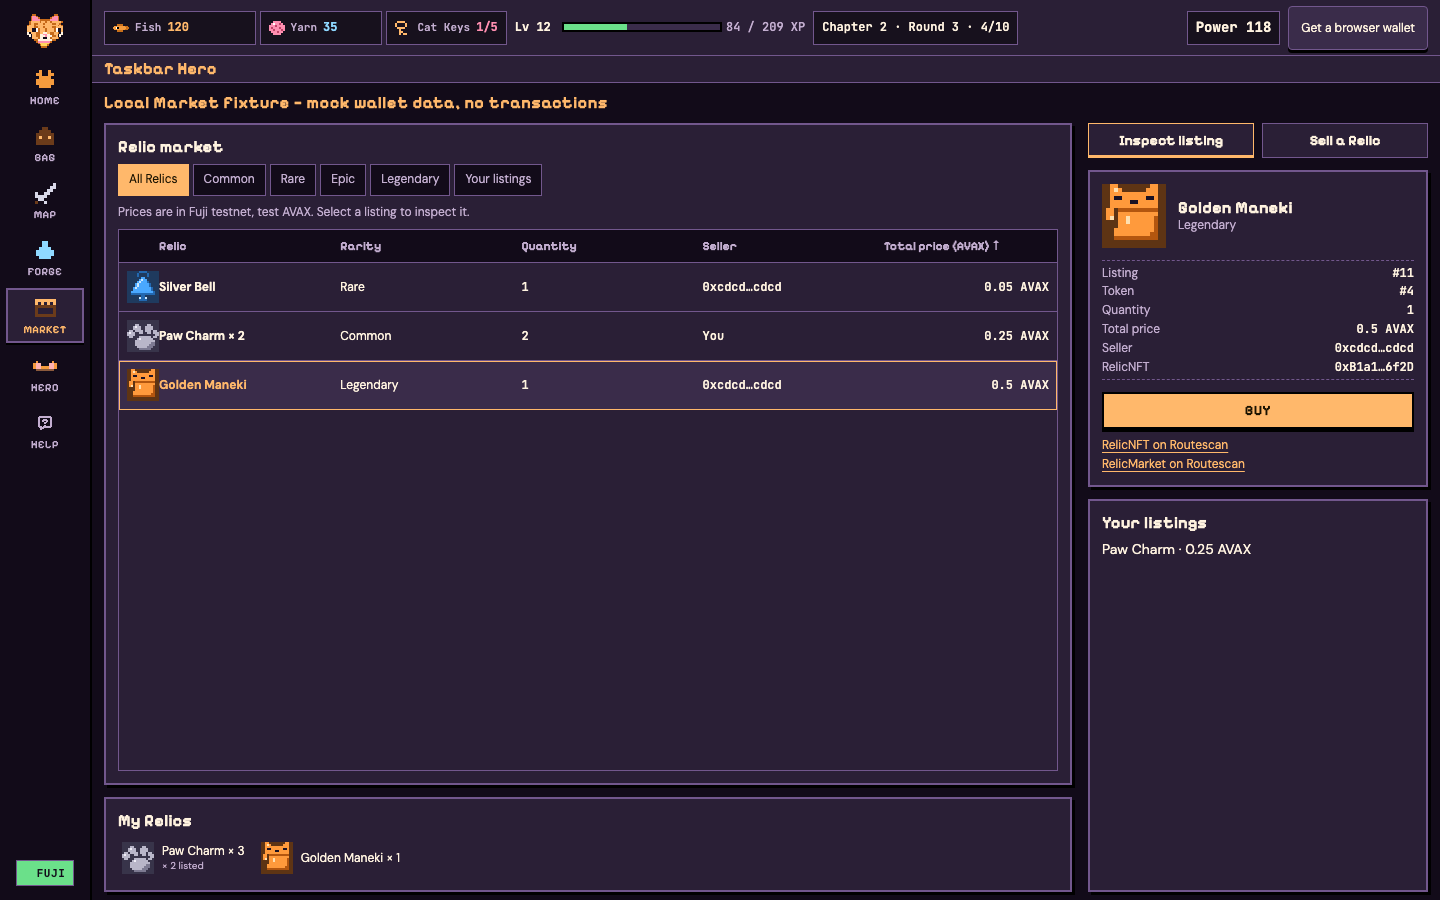 Fish 120
Yarn 35
Cat Keys 1/5
Lv 12
84 / 209 XP
Chapter 2 · Round 3 · 4/10
Power 118
Get a browser wallet
HOME
BAG
MAP
FORGE
MARKET
HERO
HELP
FUJI
Taskbar Hero
Local Market Fixture - mock wallet data, no transactions
Relic market
All Relics
Common
Rare
Epic
Legendary
Your listings
Prices are in Fuji testnet, test AVAX. Select a listing to inspect it.
Relic Rarity Quantity Seller Total price (AVAX) ↑
Silver Bell Rare 1 0xcdcd…cdcd 0.05 AVAX
Paw Charm × 2 Common 2 You 0.25 AVAX
Golden Maneki Legendary 1 0xcdcd…cdcd 0.5 AVAX
My Relics
Paw Charm × 3
× 2 listed
Golden Maneki × 1
Inspect listing
Sell a Relic
Golden Maneki
Legendary
Listing #11
Token #4
Quantity 1
Total price 0.5 AVAX
Seller 0xcdcd…cdcd
RelicNFT 0xB1a1…6f2D
BUY
RelicNFT on Routescan
RelicMarket on Routescan
Your listings
Paw Charm · 0.25 AVAX